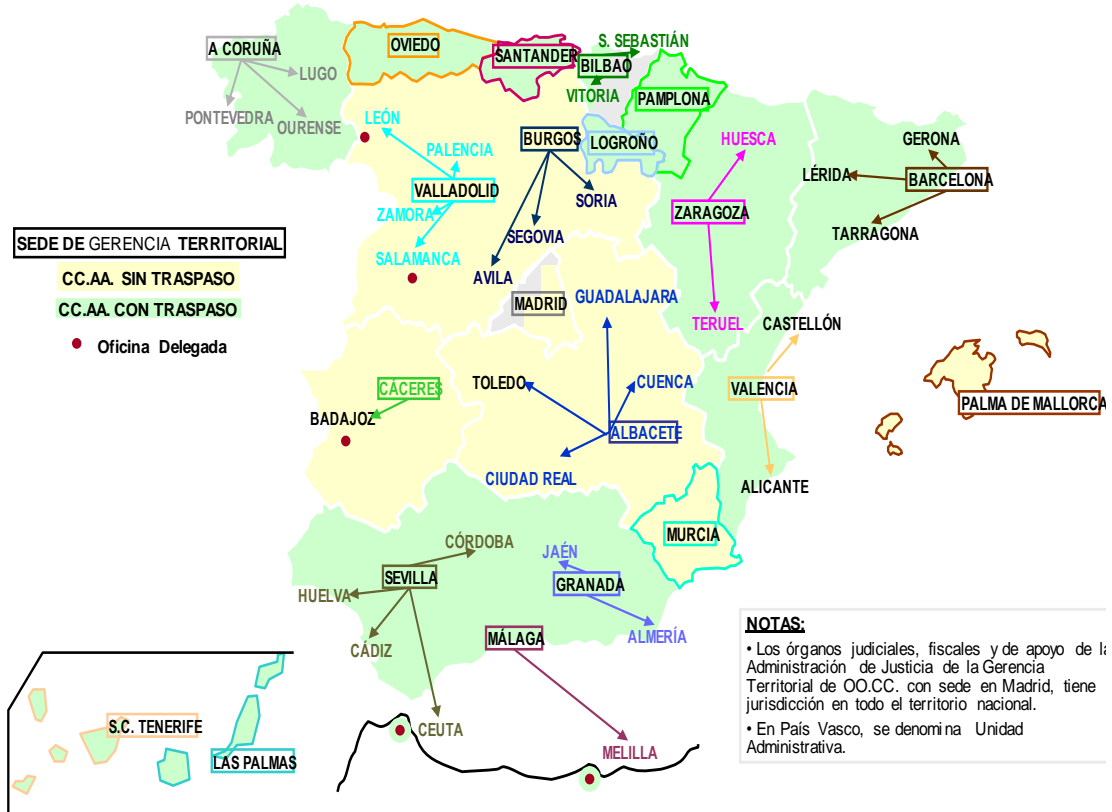 A CORUÑA
LUGO
PONTEVEDRA
OURENSE
OVIEDO
SANTANDER
S. SEBASTIÁN
BILBAO
VITORIA
PAMPLONA
LOGROÑO
LEÓN
PALENCIA
VALLADOLID
ZAMORA
SALAMANCA
BURGOS
SORIA
SEGOVIA
AVILA
HUESCA
ZARAGOZA
TERUEL
GERONA
LÉRIDA
BARCELONA
TARRAGONA
SEDE DE GERENCIA TERRITORIAL
CC.AA. SIN TRASPASO
CC.AA. CON TRASPASO
Oficina Delegada
MADRID
GUADALAJARA
TOLEDO
CUENCA
ALBACETE
CIUDAD REAL
CÁCERES
BADAJOZ
CASTELLÓN
VALENCIA
ALICANTE
PALMA DE MALLORCA
MURCIA
CÓRDOBA
SEVILLA
HUELVA
CÁDIZ
CEUTA
JAÉN
GRANADA
ALMERÍA
MÁLAGA
MELILLA
S.C. TENERIFE
LAS PALMAS
NOTAS:
• Los órganos judiciales, fiscales y de apoyo de la
Administración de Justicia de la Gerencia
Territorial de OO.CC. con sede en Madrid, tiene
jurisdicción en todo el territorio nacional.
• En País Vasco, se denomina Unidad
Administrativa.